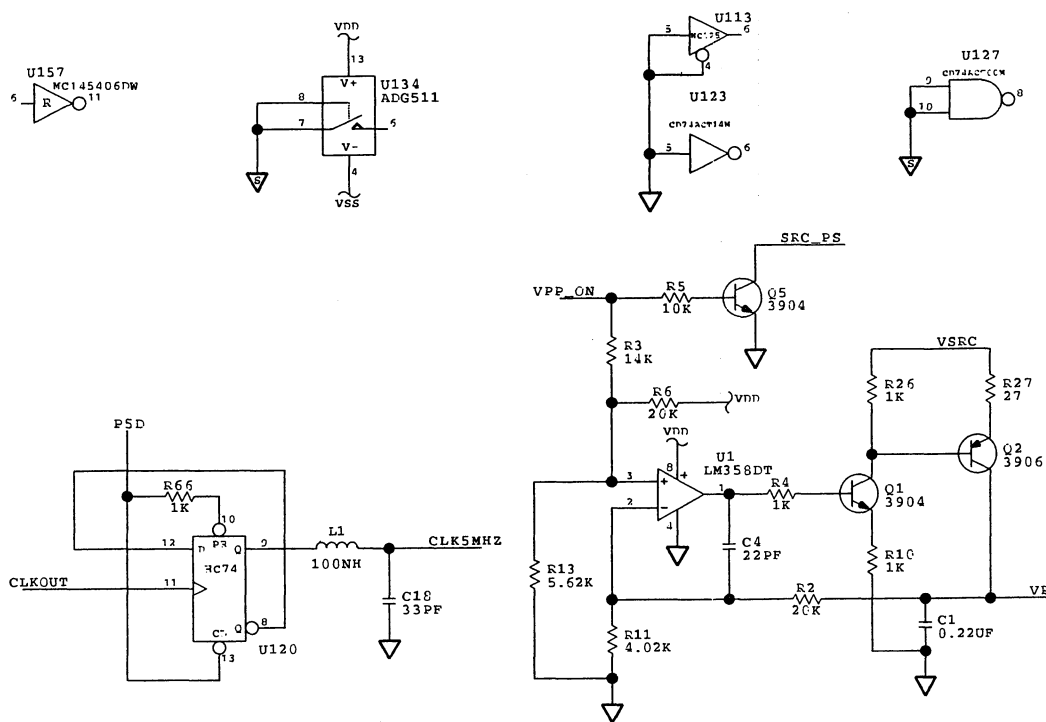 VDD
13
U157
MC145406DW
6
R
11
V+
8
7
6
V-
4
VSS
U134
ADG511
S
U113
5
MC125
6
4
U123
CD74ACT14M
5
6
U127
9
10
8
S
SRC_PS
VPP_ON
R5
10K
Q5
3904
R3
14K
R6
20K
VDD
VSRC
R26
1K
R27
27
Q2
3906
VDD
8
U1
LM358DT
3
+
2
-
1
4
R4
1K
Q1
3904
C4
22PF
R10
1K
R13
5.62K
R2
20K
R11
4.02K
C1
0.22UF
PSD
R66
1K
10
PR
12
D
Q
9
HC74
CLKOUT
11
Q
8
CL
13
U120
L1
100NH
CLK5MHZ
C18
33PF